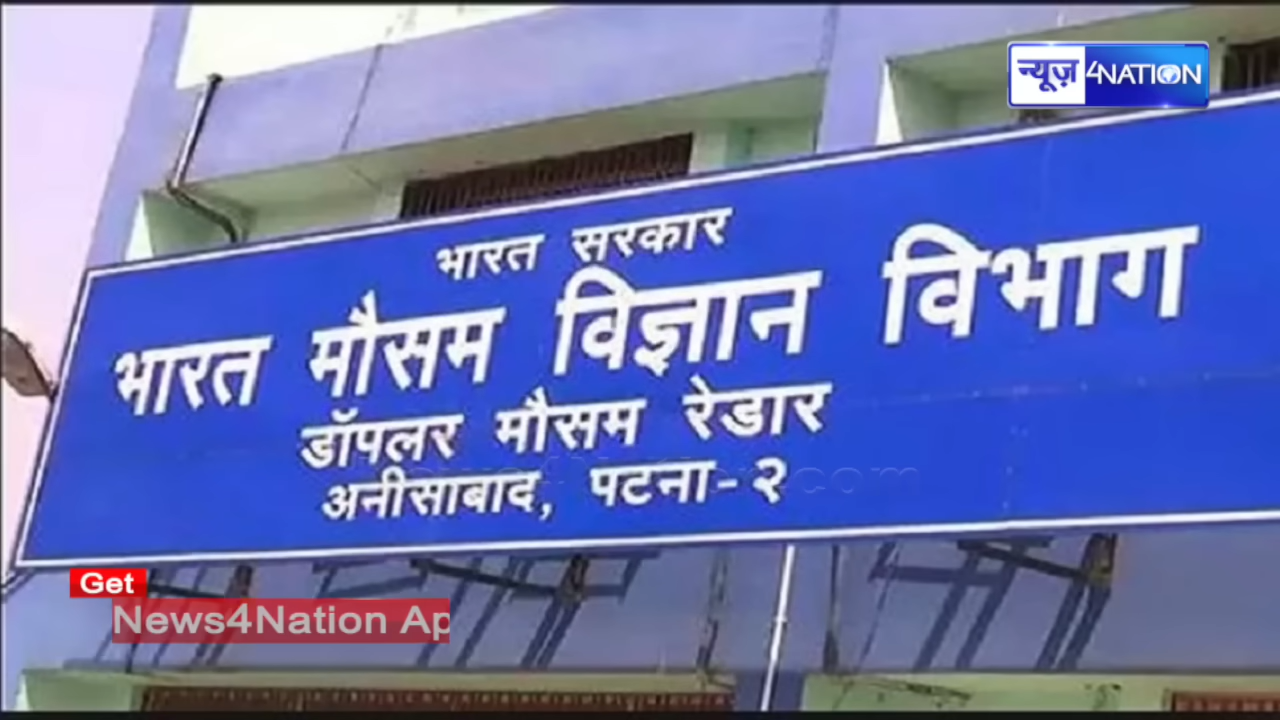 न्यूज़ 4NATION
भारत सरकार
भारत मौसम विज्ञान विभाग
डॉपलर मौसम रेडार
अनीसाबाद, पटना-२
Get
News4Nation Ap